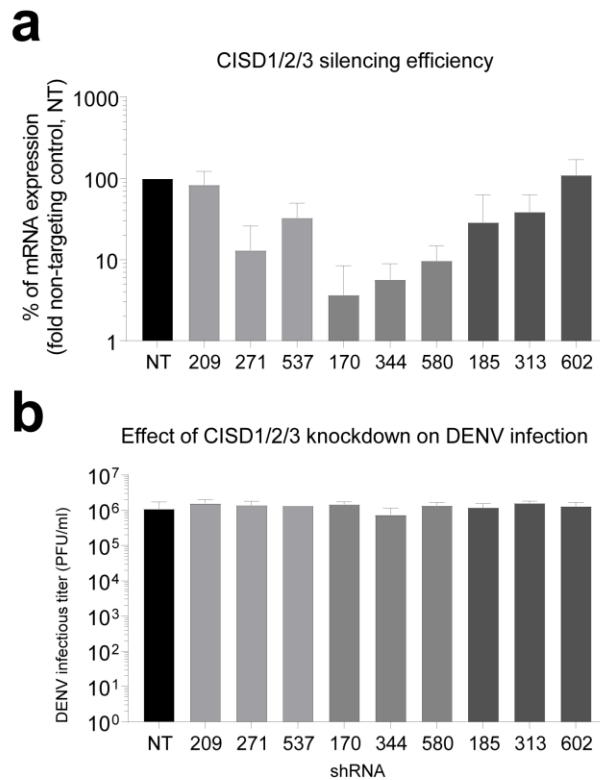 a
CISD1/2/3 silencing efficiency
% of mRNA expression
(fold non-targeting control, NT)
1000
100
10
1
NT 209 271 537 170 344 580 185 313 602
b
Effect of CISD1/2/3 knockdown on DENV infection
DENV infectious titer (PFU/ml)
10⁷
10⁶
10⁵
10⁴
10³
10²
10¹
10⁰
NT 209 271 537 170 344 580 185 313 602
shRNA